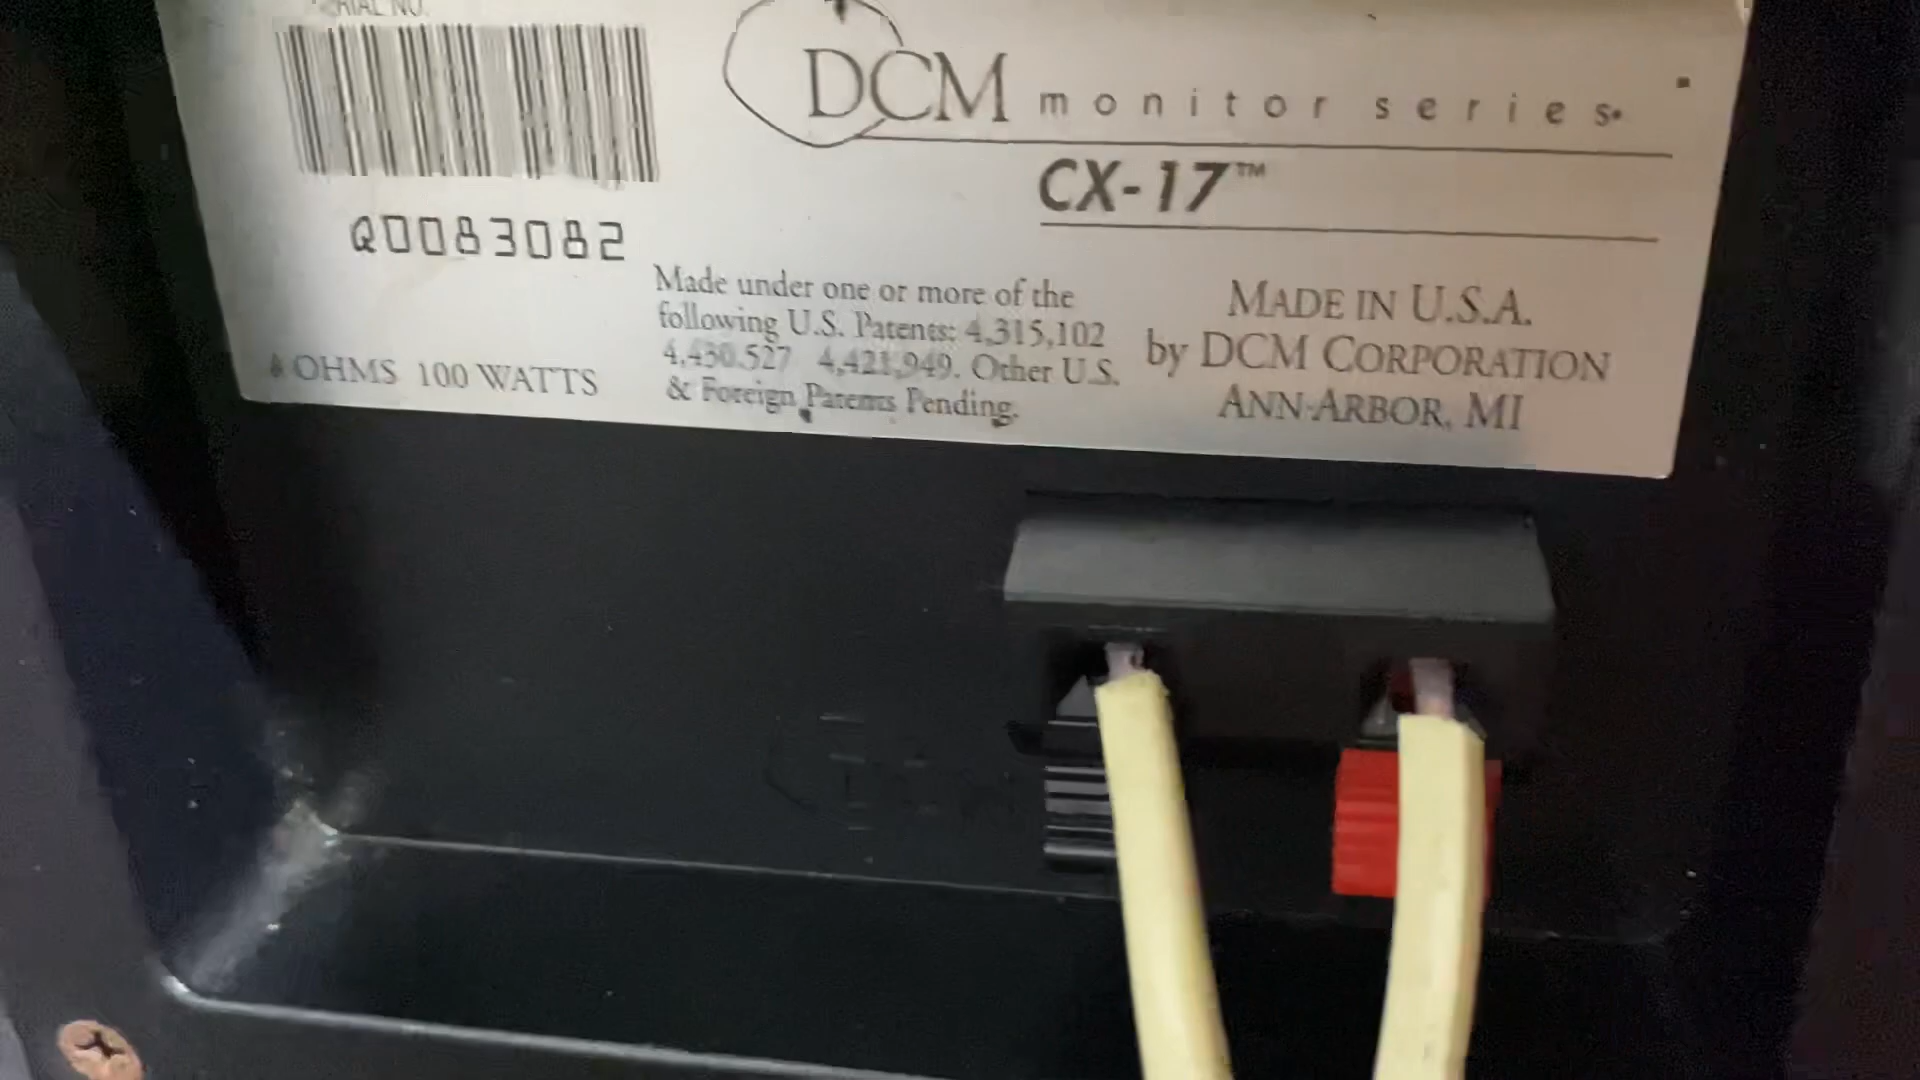 SERIAL NO.
DCM monitor series
CX-17™
Q0083082
Made under one or more of the
following U.S. Patents: 4,315,102
4,430,527 4,421,949. Other U.S.
& Foreign Patents Pending.
OHMS 100 WATTS
MADE IN U.S.A.
by DCM CORPORATION
ANN ARBOR, MI